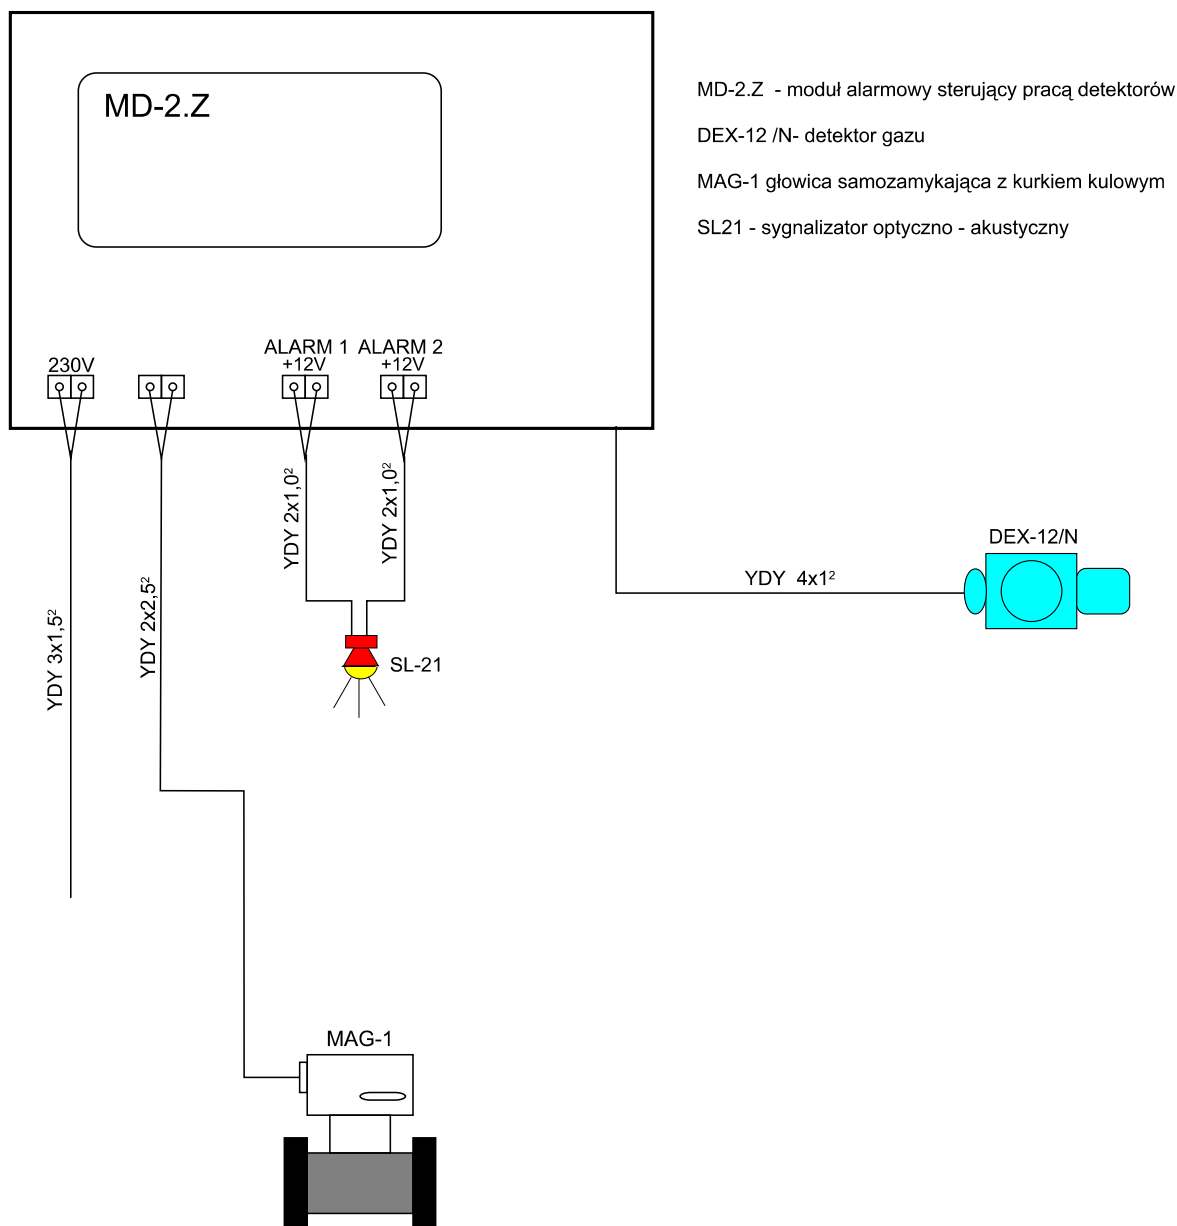 MD-2.Z
MD-2.Z - moduł alarmowy sterujący pracą detektorów
DEX-12 /N- detektor gazu
MAG-1 głowica samozamykająca z kurkiem kulowym
SL21 - sygnalizator optyczno - akustyczny
230V
ALARM 1
+12V
ALARM 2
+12V
YDY 3x1,5²
YDY 2x2,5²
YDY 2x1,0²
YDY 2x1,0²
SL-21
YDY 4x1²
DEX-12/N
MAG-1